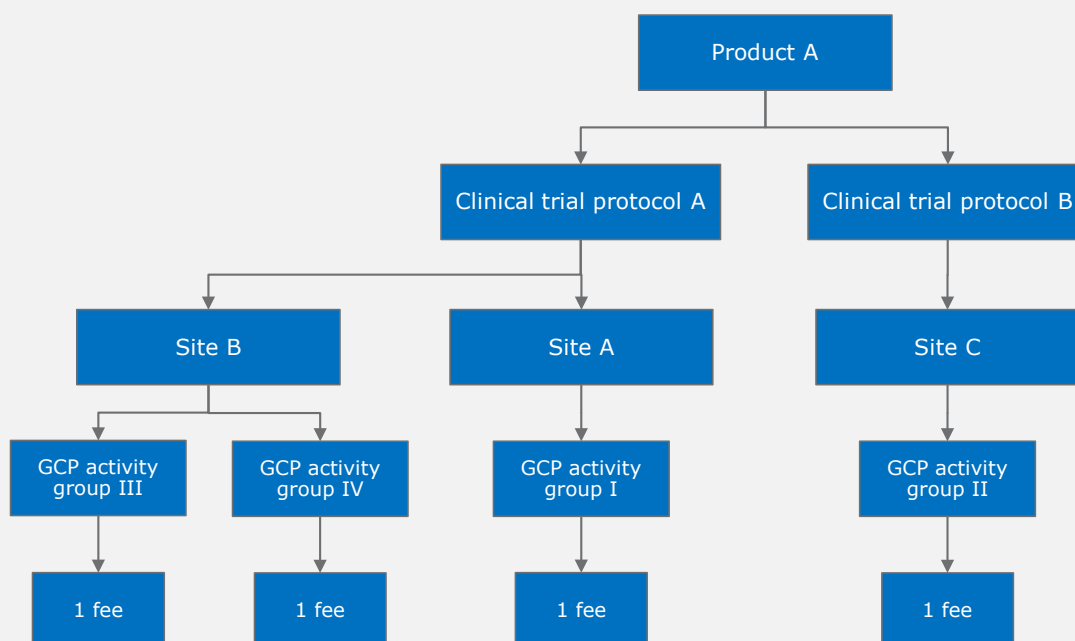 Product A
Clinical trial protocol A
Clinical trial protocol B
Site B
Site A
Site C
GCP activity
group III
GCP activity
group IV
GCP activity
group I
GCP activity
group II
1 fee
1 fee
1 fee
1 fee